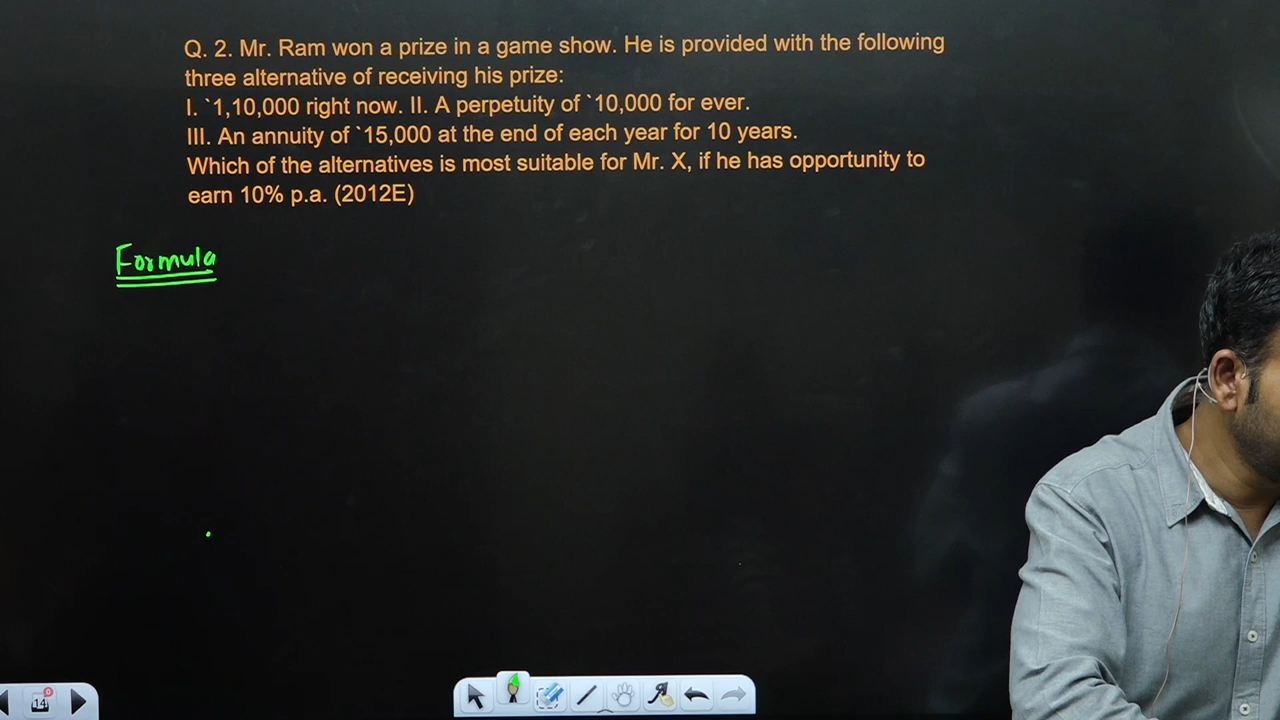 Q. 2. Mr. Ram won a prize in a game show. He is provided with the following
three alternative of receiving his prize:
I. `1,10,000 right now. II. A perpetuity of `10,000 for ever.
III. An annuity of `15,000 at the end of each year for 10 years.
Which of the alternatives is most suitable for Mr. X, if he has opportunity to
earn 10% p.a. (2012E)
Formula
0
14